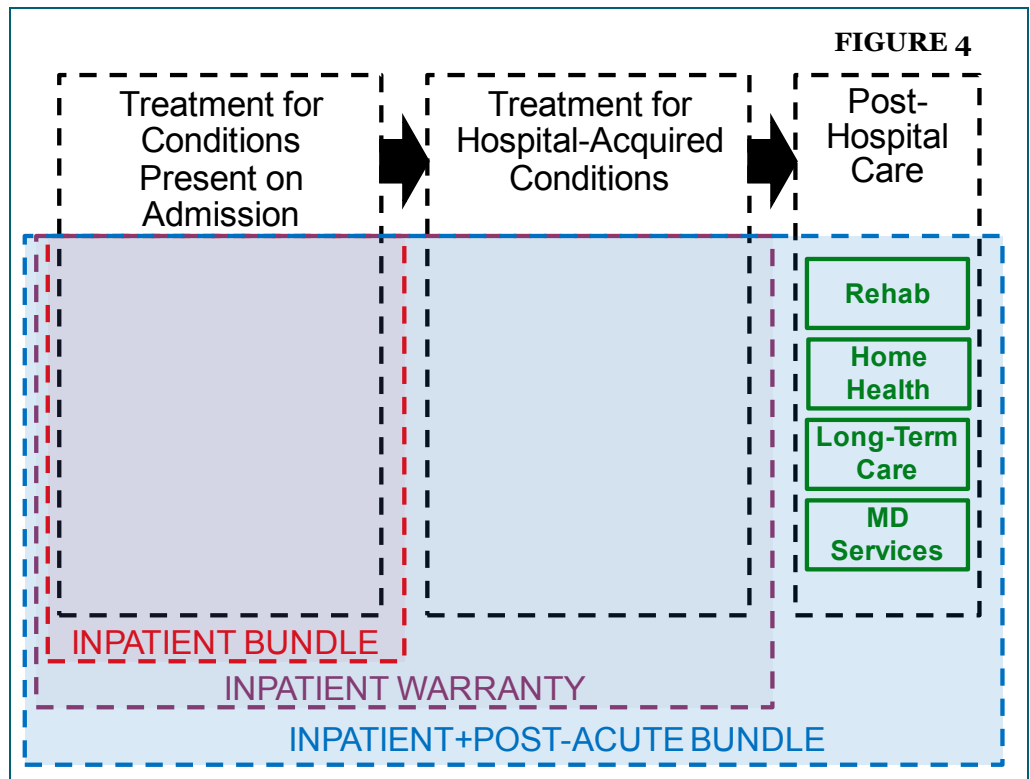 FIGURE 4
Treatment for
Conditions
Present on
Admission
Treatment for
Hospital-Acquired
Conditions
Post-
Hospital
Care
Rehab
Home
Health
Long-Term
Care
MD
Services
INPATIENT BUNDLE
INPATIENT WARRANTY
INPATIENT+POST-ACUTE BUNDLE